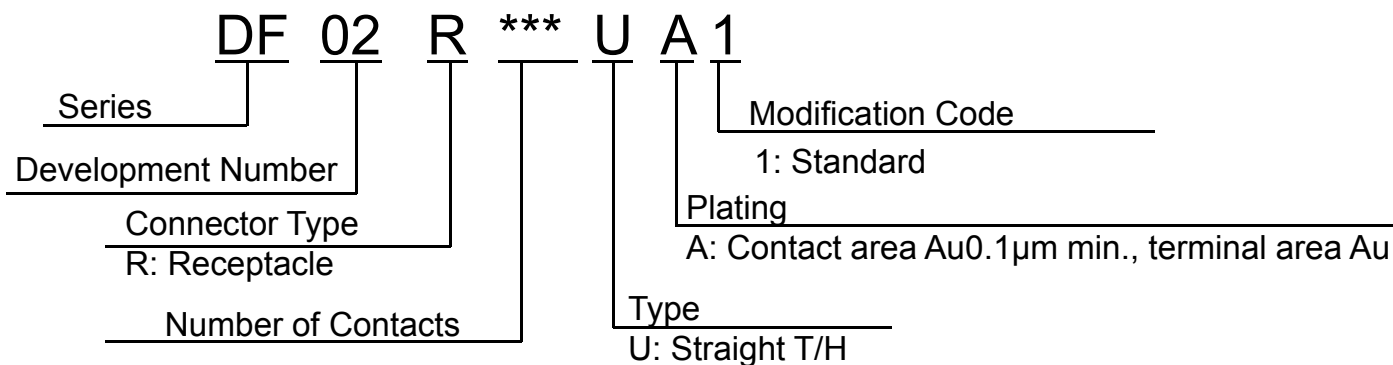 DF 02 R *** U A 1
Series
Modification Code
1: Standard
Development Number
Plating
A: Contact area Au0.1µm min., terminal area Au
Connector Type
R: Receptacle
Number of Contacts
Type
U: Straight T/H